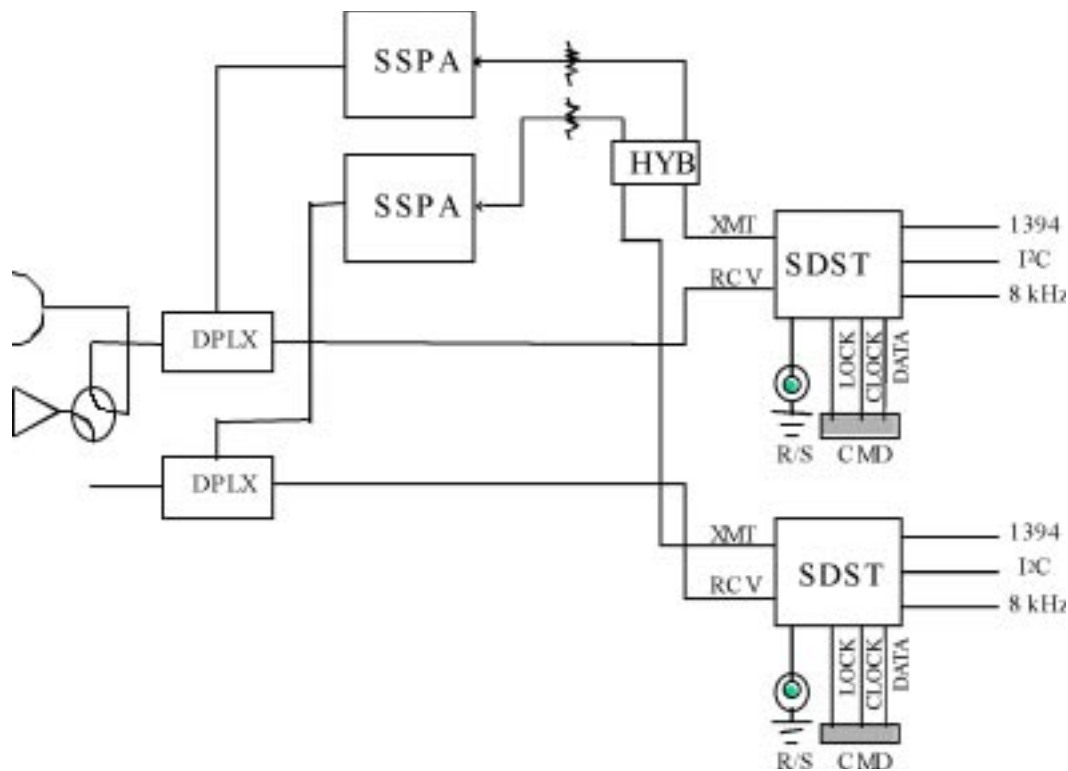 SSPA
HYB
SSPA
XMT
SDST
1394
I²C
8 kHz
RCV
DPLX
LOCK
CLOCK
DATA
R/S
CMD
DPLX
XMT
SDST
1394
I²C
8 kHz
RCV
LOCK
CLOCK
DATA
R/S
CMD